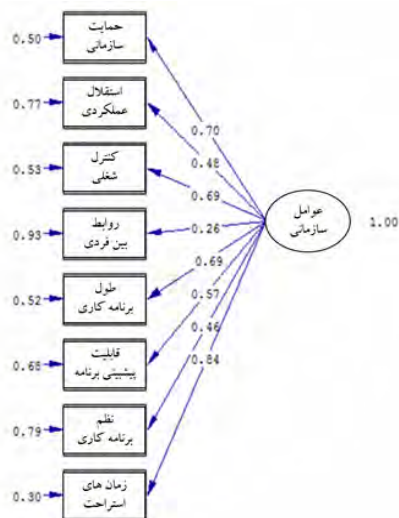 0.50
حمایت
سازمانی
0.70
0.77
استقلال
عملکردی
0.48
0.53
کنترل
شغلی
0.69
0.93
روابط
بین فردی
0.26
عوامل
سازمانی
1.00
0.52
طول
برنامه کاری
0.69
0.68
قابلیت
پیشبینی برنامه
0.57
0.79
نظم
برنامه کاری
0.46
0.30
زمان های
استراحت
0.84